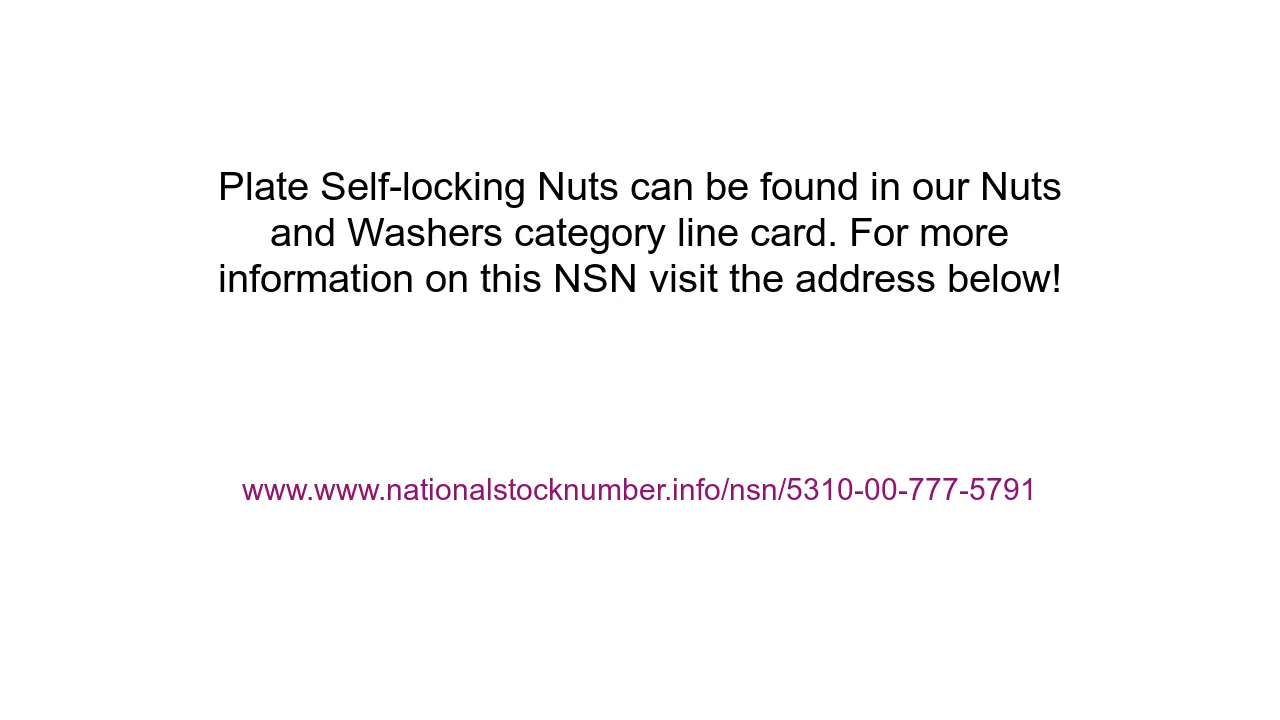 Plate Self-locking Nuts can be found in our Nuts
and Washers category line card. For more
information on this NSN visit the address below!
www.www.nationalstocknumber.info/nsn/5310-00-777-5791